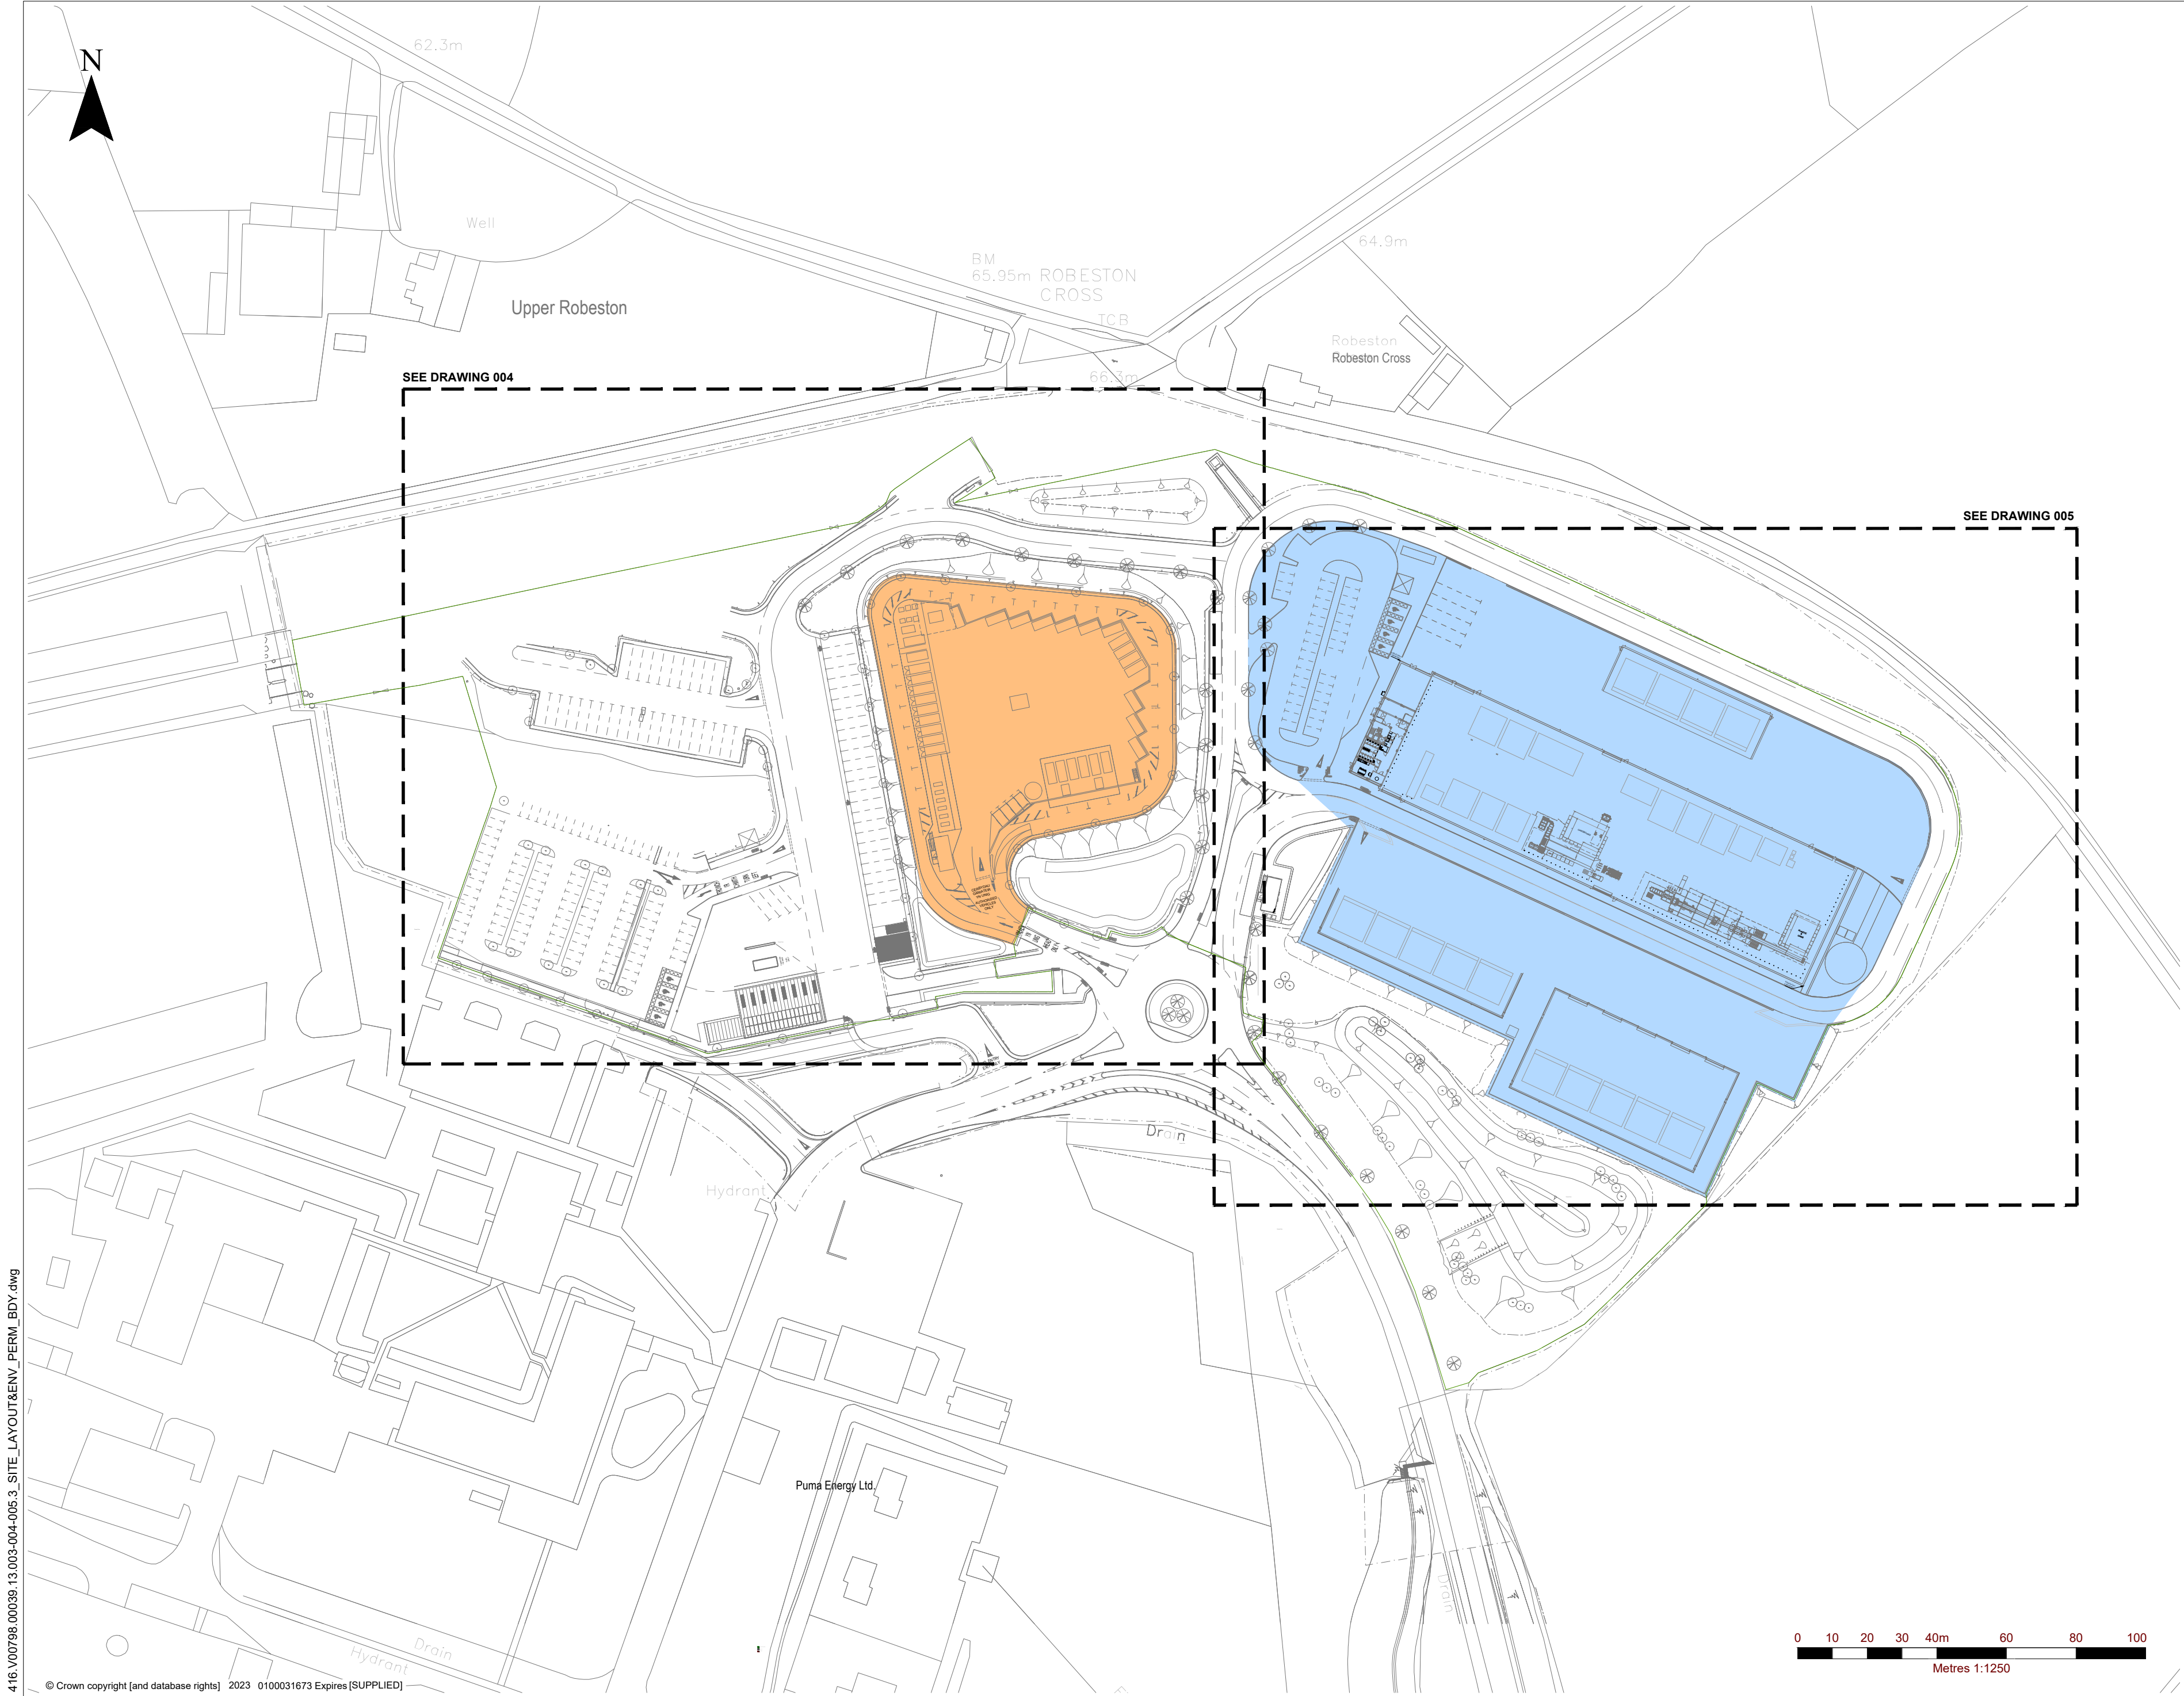 62.3m
N
Well
64.9m
BM
65.95m ROBESTON
CROSS
Upper Robeston
TCB
Robeston
Robeston Cross
66.3m
SEE DRAWING 004
SEE DRAWING 005
Drain
Hydrant
Puma Energy Ltd.
Drain
Drain
Hydrant
0 10 20 30 40m 60 80 100
Metres 1:1250
© Crown copyright [and database rights] 2023 0100031673 Expires [SUPPLIED]
416.V00798.00039.13.003-004-005.3_SITE_LAYOUT&ENV_PERM_BDY.dwg